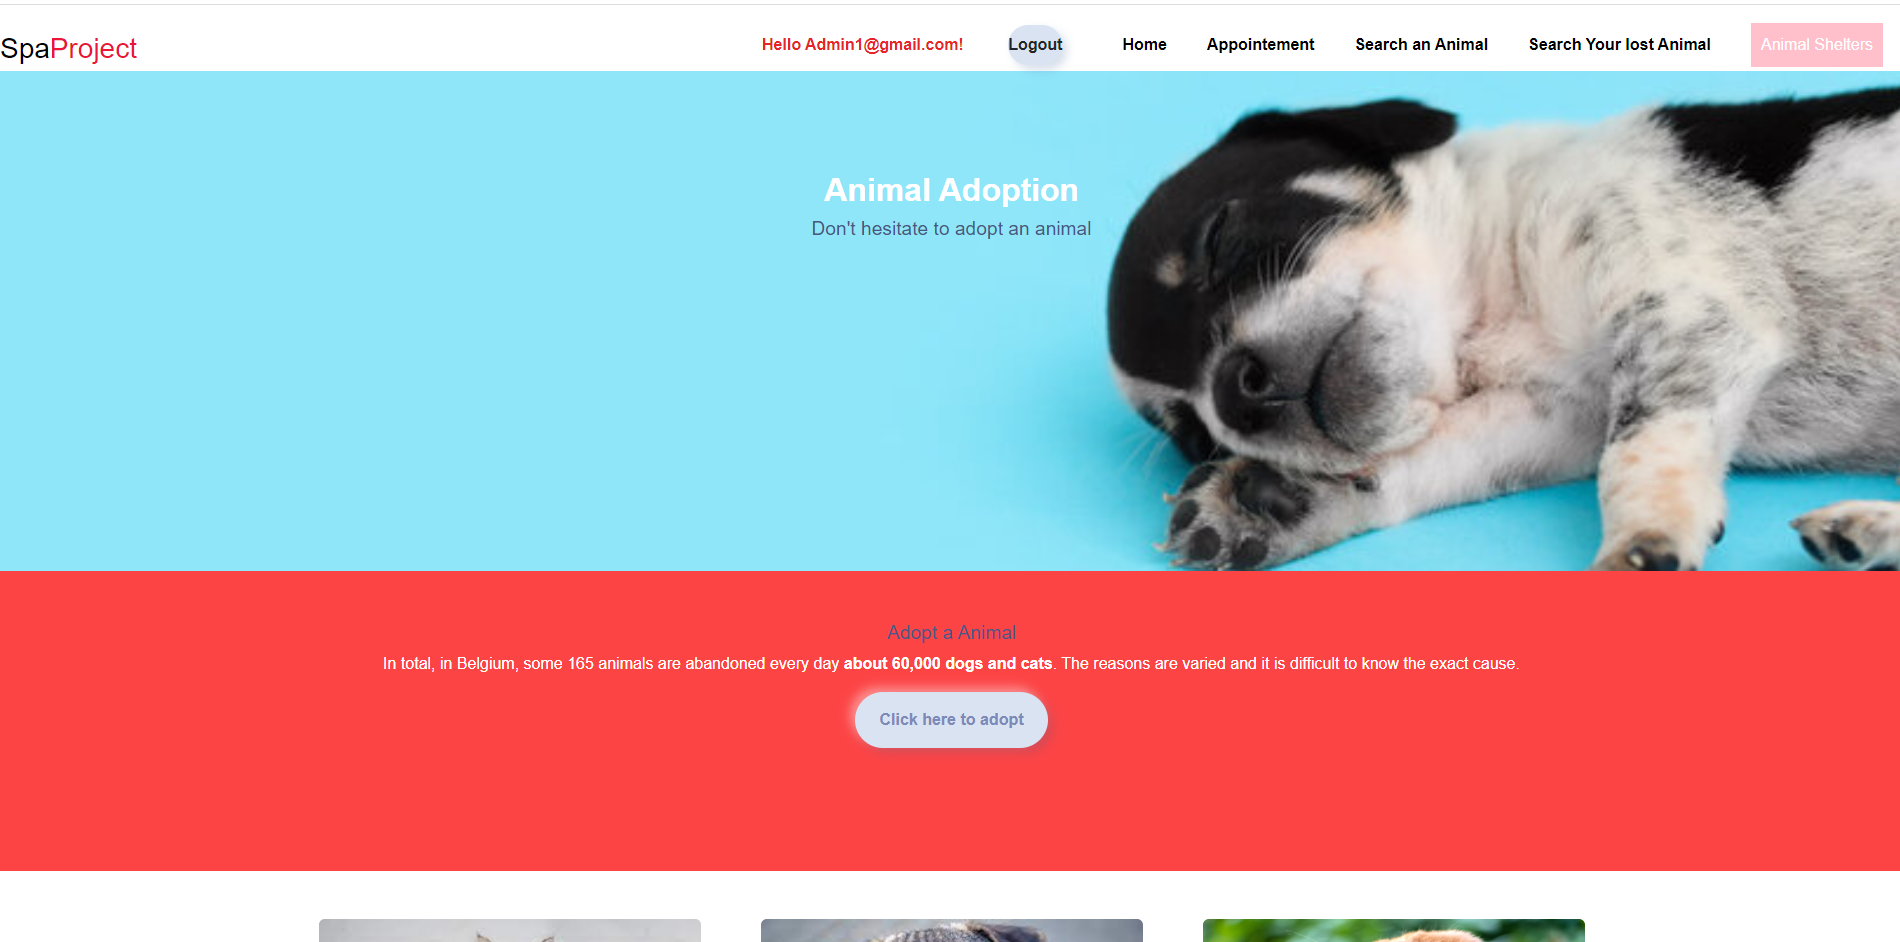 SpaProject
Hello Admin1@gmail.com!
Logout
Home
Appointement
Search an Animal
Search Your lost Animal
Animal Shelters
Animal Adoption
Don't hesitate to adopt an animal
Adopt a Animal
In total, in Belgium, some 165 animals are abandoned every day about 60,000 dogs and cats. The reasons are varied and it is difficult to know the exact cause.
Click here to adopt